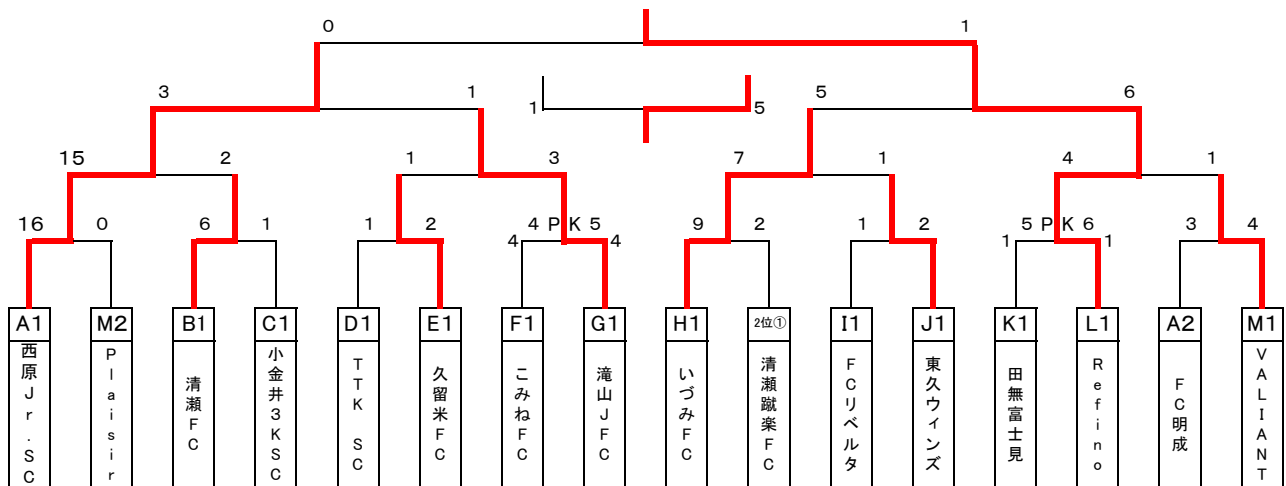 0 1
3 1 1 5 5 6
15 2 1 3 7 1 4 1
16 0 6 1 1 2 4 PK 5 9 2 1 2 5 PK 6 3 4
4 4 1 1
A1 M2 B1 C1 D1 E1 F1 G1 H1 2位① I1 J1 K1 L1 A2 M1
西原Jr.SC
Plaisir
清瀬FC
小金井3KSC
TTK SC
久留米FC
こみねFC
滝山JFC
いづみFC
清瀬蹴楽FC
FCリベルタ
東久ウィンズ
田無富士見
Refino
FC明成
VALIANT